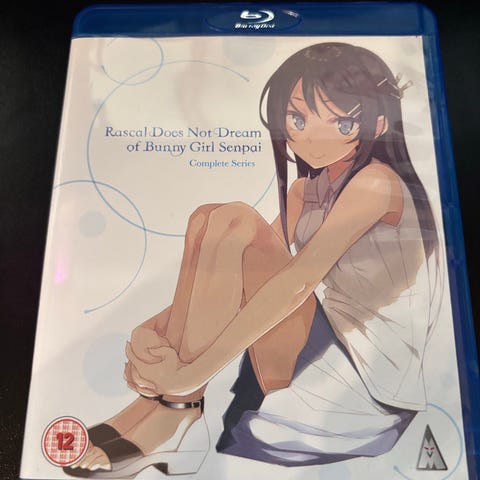 Blu-ray Disc
Rascal Does Not Dream
of Bunny Girl Senpai
Complete Series
12